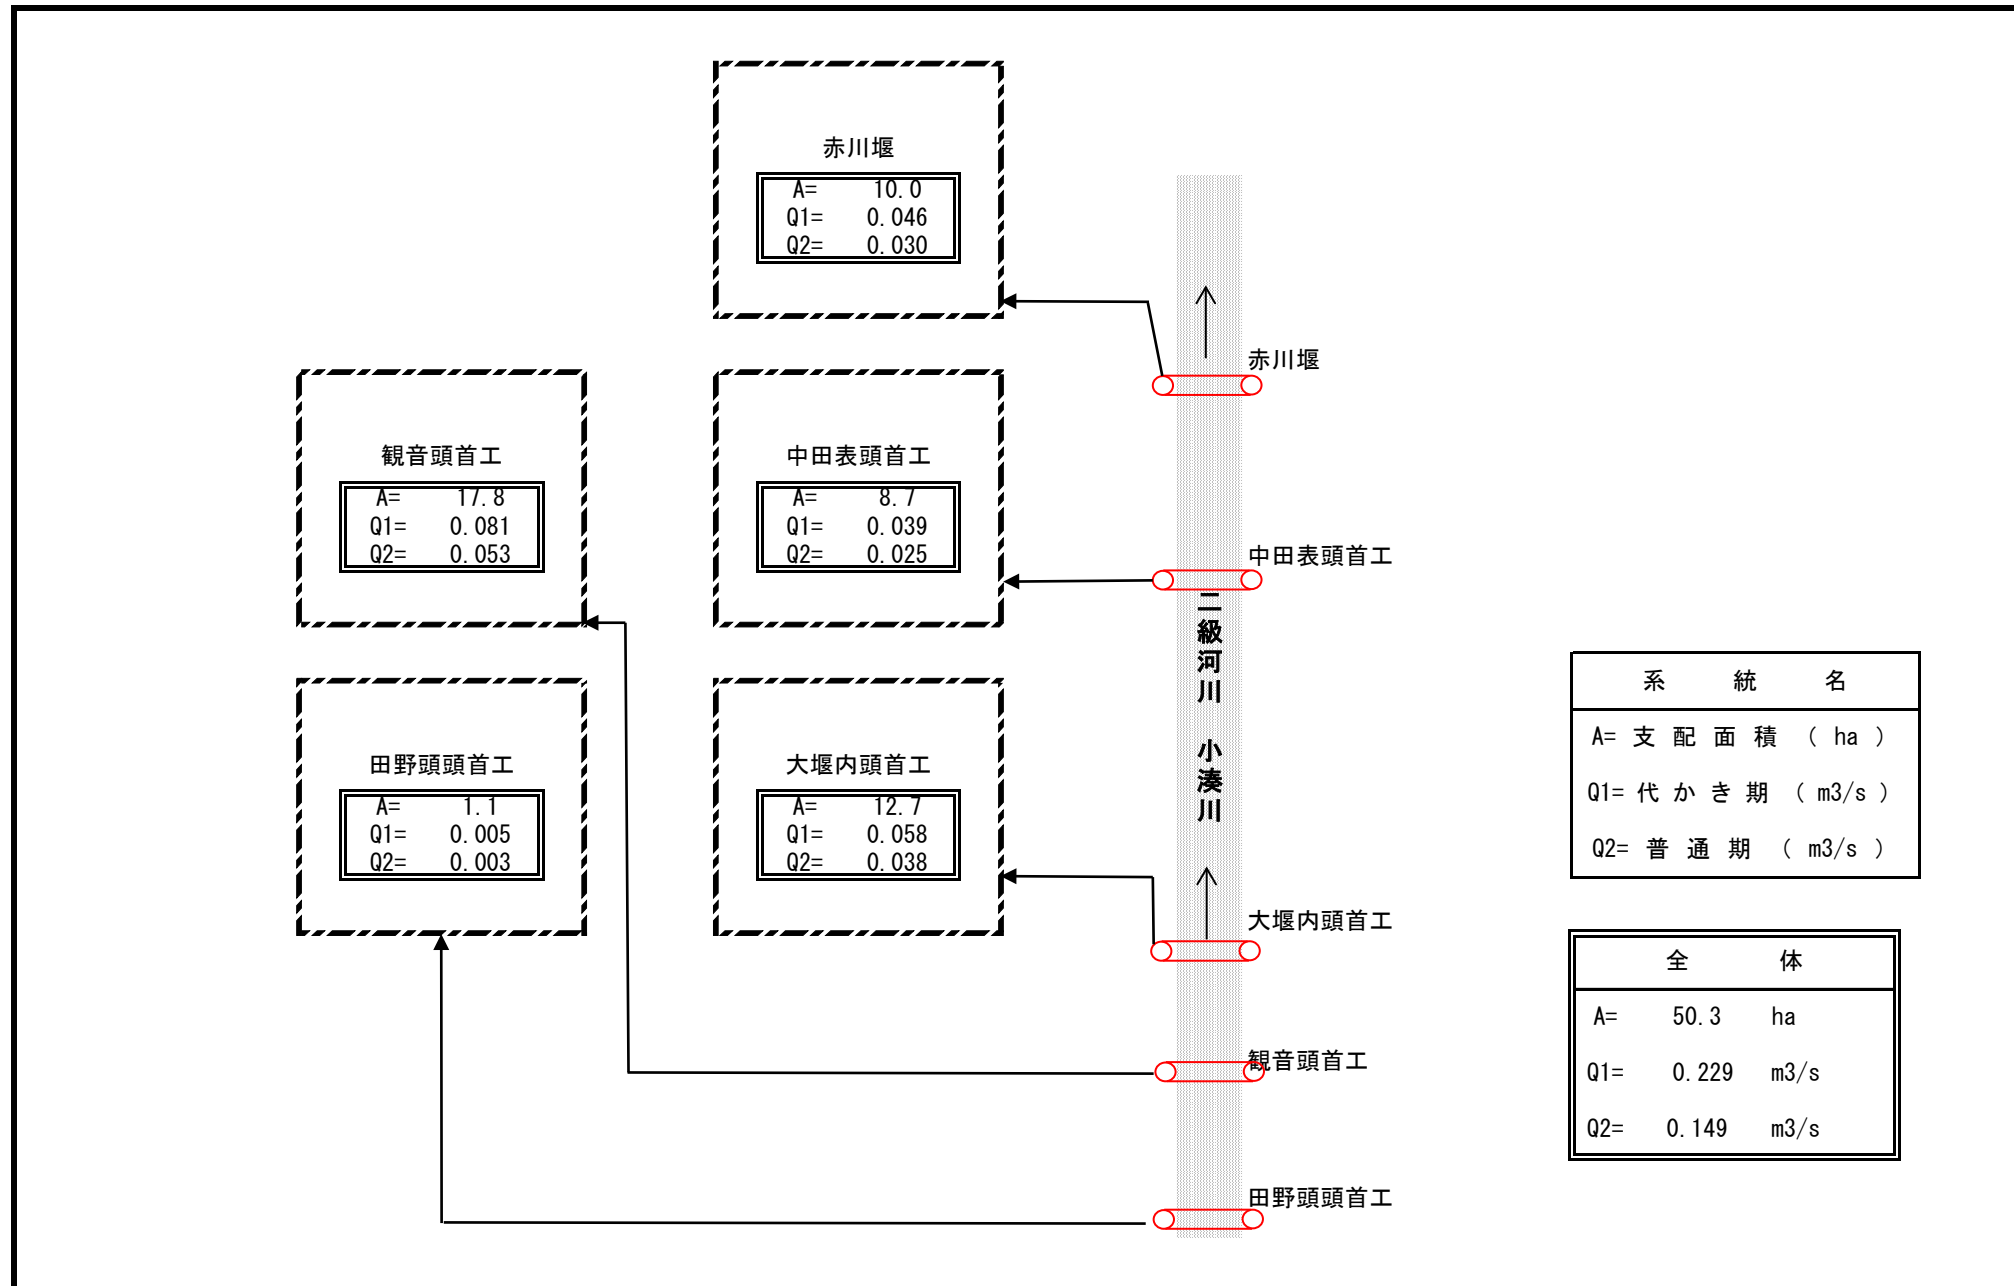 赤川堰
A= 10.0
Q1= 0.046
Q2= 0.030
赤川堰
観音頭首工
A= 17.8
Q1= 0.081
Q2= 0.053
中田表頭首工
A= 8.7
Q1= 0.039
Q2= 0.025
中田表頭首工
二級河川 小湊川
田野頭頭首工
A= 1.1
Q1= 0.005
Q2= 0.003
大堰内頭首工
A= 12.7
Q1= 0.058
Q2= 0.038
大堰内頭首工
観音頭首工
田野頭頭首工
系 統 名
A= 支 配 面 積 ( ha )
Q1= 代 か き 期 ( m3/s )
Q2= 普 通 期 ( m3/s )
全 体
A= 50.3 ha
Q1= 0.229 m3/s
Q2= 0.149 m3/s